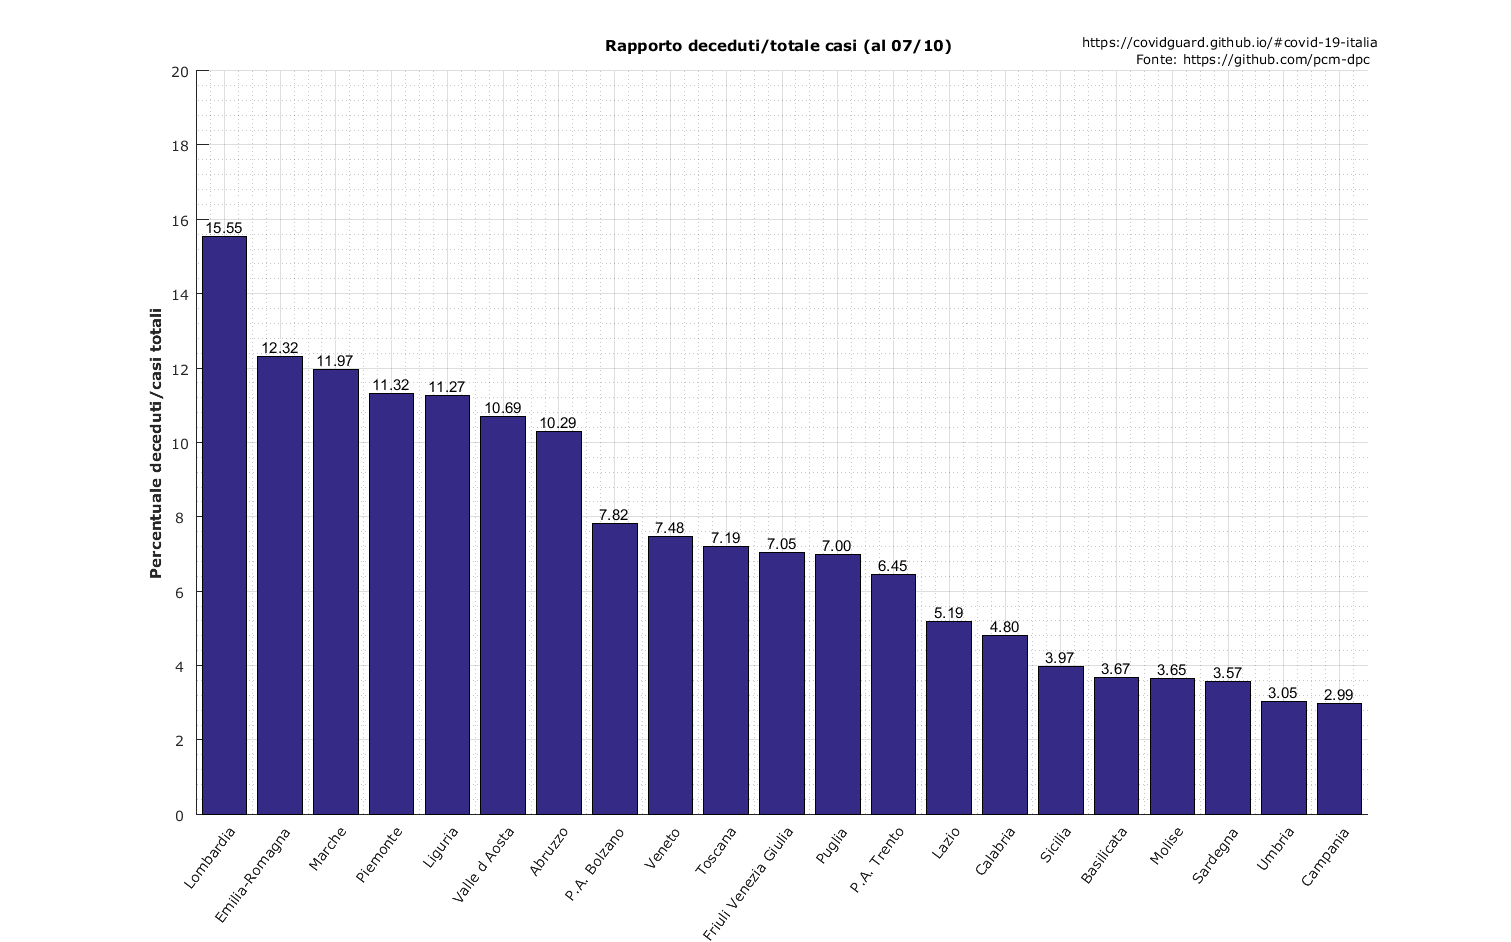 Rapporto deceduti/totale casi (al 07/10)
https://covidguard.github.io/#covid-19-italia
Fonte: https://github.com/pcm-dpc
Percentuale deceduti/casi totali
20
18
16
14
12
10
8
6
4
2
0
15.55
12.32
11.97
11.32
11.27
10.69
10.29
7.82
7.48
7.19
7.05
7.00
6.45
5.19
4.80
3.97
3.67
3.65
3.57
3.05
2.99
Lombardia
Emilia-Romagna
Marche
Piemonte
Liguria
Valle d Aosta
Abruzzo
P.A. Bolzano
Veneto
Toscana
Friuli Venezia Giulia
Puglia
P.A. Trento
Lazio
Calabria
Sicilia
Basilicata
Molise
Sardegna
Umbria
Campania